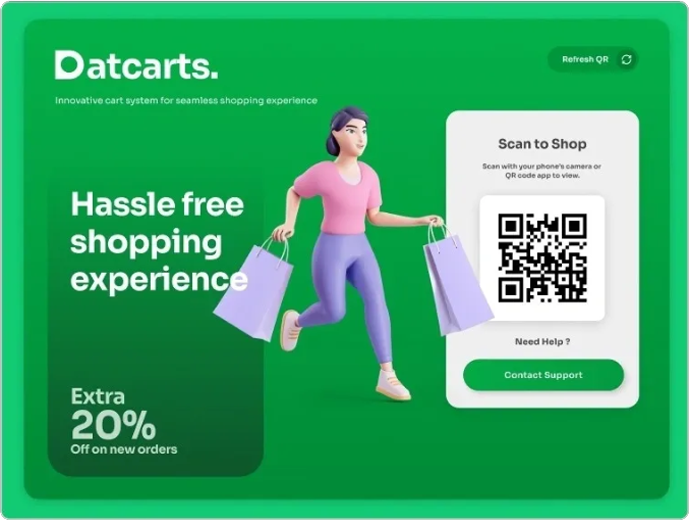 Datcarts.
Innovative cart system for seamless shopping experience
Refresh QR
Hassle free
shopping
experience
Extra
20%
Off on new orders
Scan to Shop
Scan with your phone's camera or
QR code app to view.
Need Help ?
Contact Support